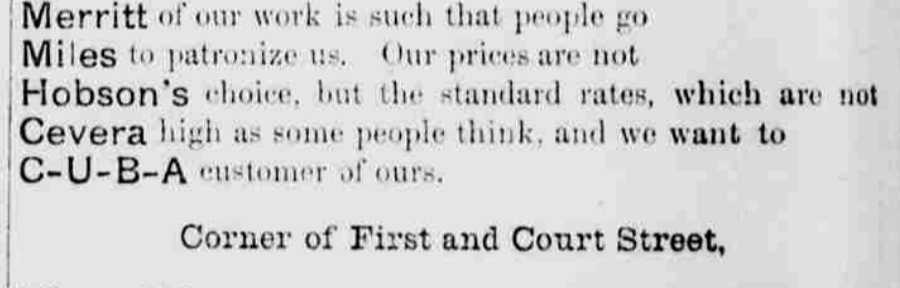 Merritt of our work is such that people go
Miles to patronize us. Our prices are not
Hobson's choice, but the standard rates, which are not
Cevera high as some people think, and we want to
C-U-B-A customer of ours.
Corner of First and Court Street,